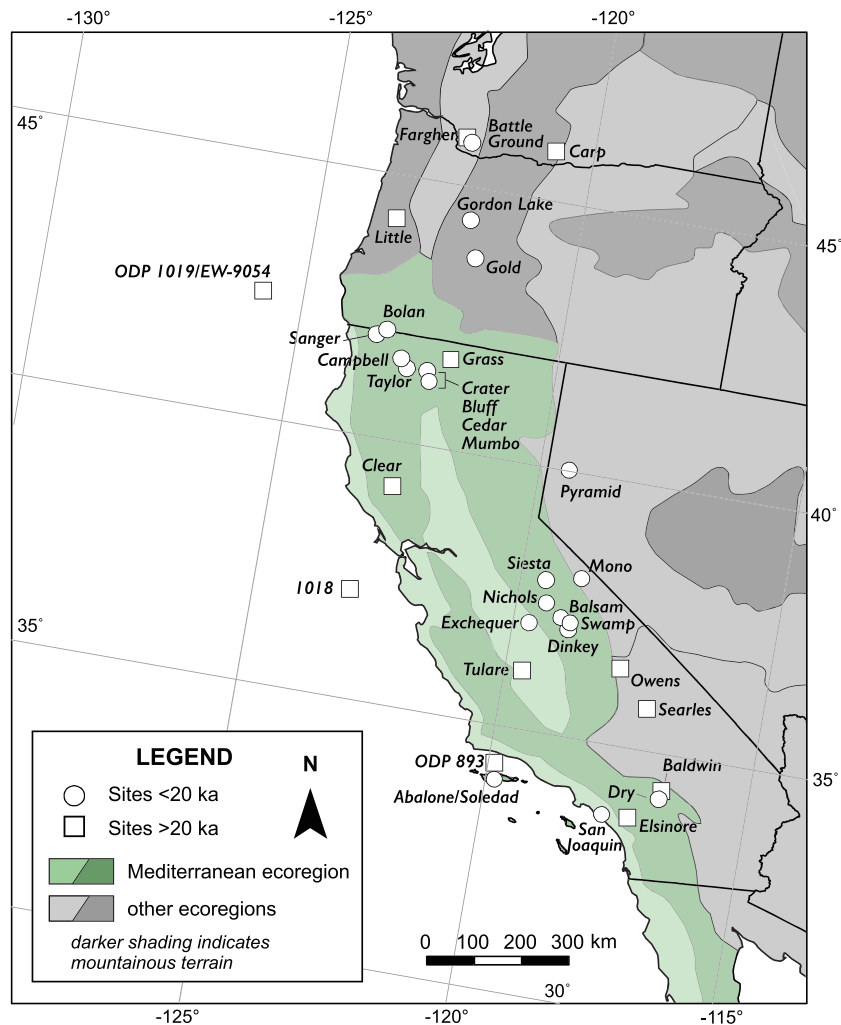 -130°
-125°
-120°
45°
Fargher
Battle
Ground
Carp
Gordon Lake
Little
45°
Gold
ODP 1019/EW-9054
Bolan
Sanger
Campbell
Grass
Taylor
Crater
Bluff
Cedar
Mumbo
Clear
Pyramid
40°
Siesta
Mono
1018
Nichols
Balsam
Exchequer
Swamp
35°
Dinkey
Tulare
Owens
Searles
ODP 893
Baldwin
35°
Abalone/Soledad
Dry
San
Joaquin
Elsinore
LEGEND
N
Sites <20 ka
Sites >20 ka
Mediterranean ecoregion
other ecoregions
darker shading indicates
mountainous terrain
0 100 200 300 km
30°
-125°
-120°
-115°